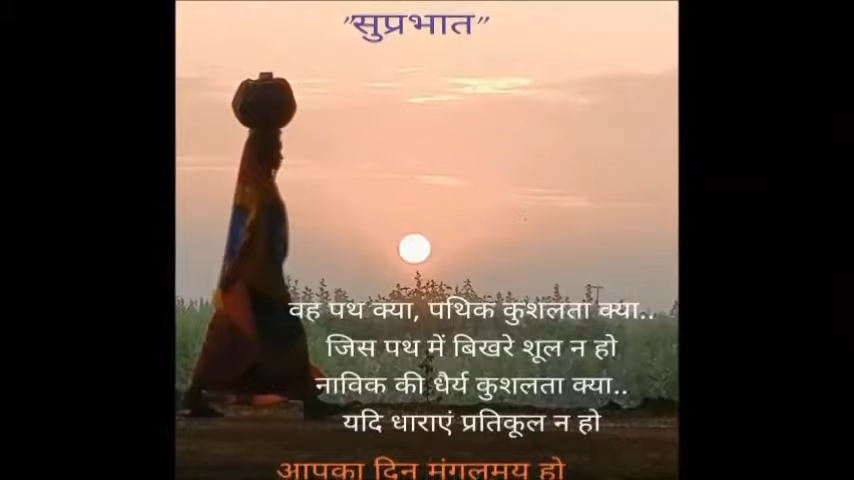 "सुप्रभात"
वह पथ क्या, पथिक कुशलता क्या..
जिस पथ में बिखरे शूल न हो
नाविक की धैर्य कुशलता क्या..
यदि धाराएं प्रतिकूल न हो
आपका दिन मंगलमय हो